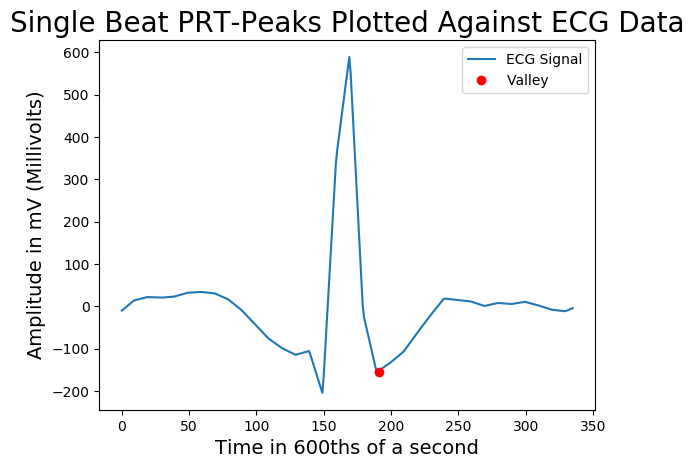 Single Beat PRT-Peaks Plotted Against ECG Data
600
500
400
300
200
100
0
−100
−200
Amplitude in mV (Millivolts)
ECG Signal
Valley
0 50 100 150 200 250 300 350
Time in 600ths of a second